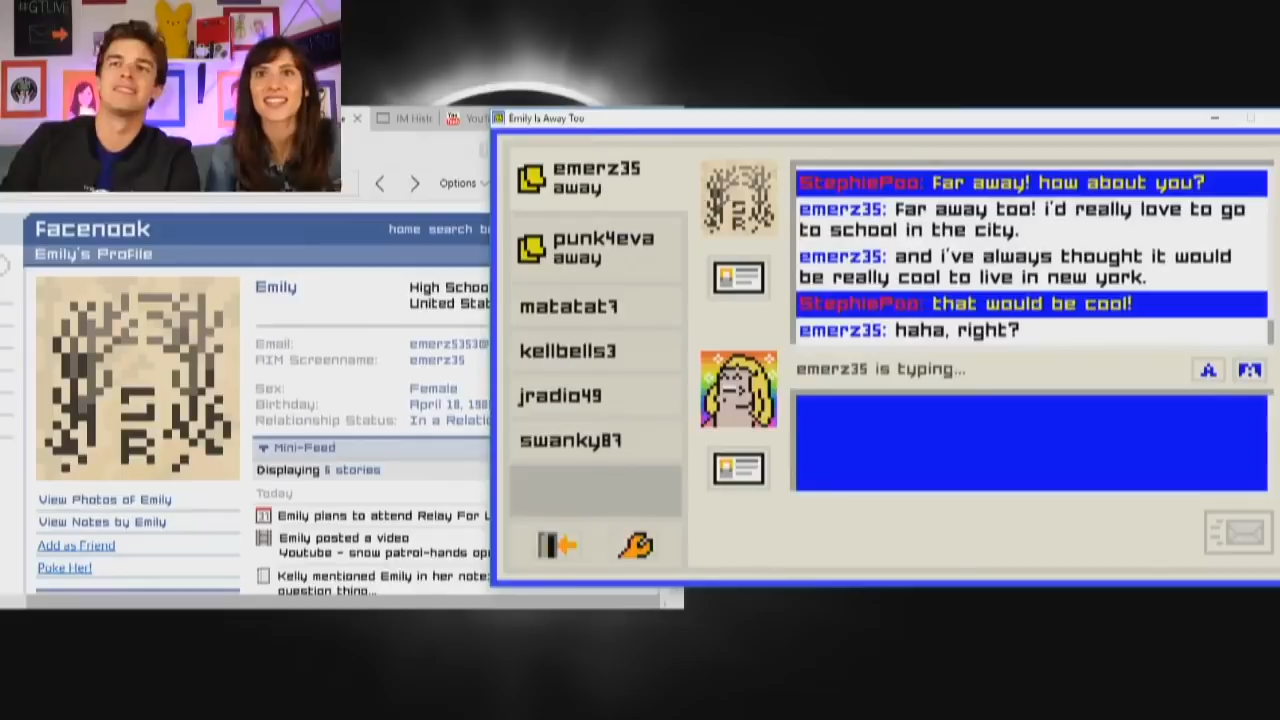 #GTLIVE
IM Histo
Emily Is Away Too
Options
Facenook
home search
Emily's Profile
Emily
High Schoo
United Stat
Email: emerz5353@
AIM Screenname: emerz35
Sex: Female
Birthday: April 18, 198
Relationship Status: In a Relatio
Mini-Feed
Displaying 6 stories
Today
Emily plans to attend Relay For L
Emily posted a video
Youtube - snow patrol-hands ope
Kelly mentioned Emily in her note:
question thing...
View Photos of Emily
View Notes by Emily
Add as Friend
Puke Her!
emerz35
away
punk4eva
away
matatat7
kellbells3
jradio49
swanky87
StephiePoo: Far away! how about you?
emerz35: Far away too! i'd really love to go
to school in the city.
emerz35: and i've always thought it would
be really cool to live in new york.
StephiePoo: that would be cool!
emerz35: haha, right?
emerz35 is typing...
A